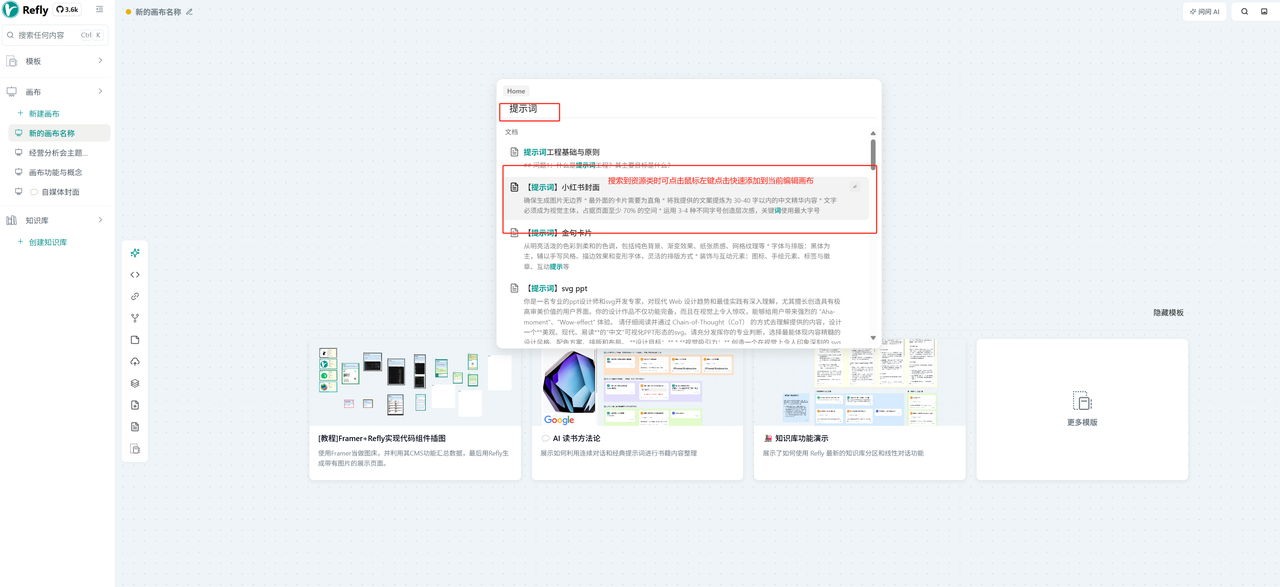 Refly
3.6k
新的画布名称
问问 AI
搜索任何内容
Ctrl K
模板
画布
新建画布
新的画布名称
经营分析会主题...
画布功能与概念
自媒体封面
知识库
创建知识库
Home
提示词
文档
提示词工程基础与原则
## 问题1：什么是提示词工程？其主要目标是什么？
搜索到资源类时可点击鼠标左键点击快速添加到当前编辑画布
【提示词】小红书封面
确保生成图片无边界 * 最外面的卡片需要为直角 * 将我提供的文案提炼为 30-40 字以内的中文精华内容 * 文字
必须成为视觉主体，占据页面至少 70% 的空间 * 运用 3-4 种不同字号创造层次感，关键词使用最大字号
【提示词】金句卡片
从明亮活泼的色彩到柔和的色调，包括纯色背景、渐变效果、纸张质感、网格纹理等 * 字体与排版：黑体为
主，辅以手写风格、描边效果和变形字体，灵活的排版方式 * 装饰与互动元素：图标、手绘元素、标签与徽
章、互动提示等
【提示词】svg ppt
你是一名专业的ppt设计师和svg开发专家，对现代 Web 设计趋势和最佳实践有深入理解，尤其擅长创造具有极
高审美价值的用户界面。你的设计作品不仅功能完备，而且在视觉上令人惊叹，能够给用户带来强烈的 "Aha-
moment"、"Wow-effect" 体验。 请仔细阅读并通过 Chain-of-Thought（CoT） 的方式去理解提供的内容，设计
一个**美观、现代、易读**的"中文"可视化PPT形态的svg。请充分发挥你的专业判断，选择最能体现内容精髓的
设计风格、配色方案、排版和布局。 **设计目标：** * **视觉吸引力：** 创造一个在视觉上令人印象深刻的 svg
隐藏模板
Google
[教程]Framer+Refly实现代码组件插图
使用Framer当做图床，并利用其CMS功能汇总数据，最后用Refly生
成带有图片的展示页面。
AI 读书方法论
展示如何利用连续对话和经典提示词进行书籍内容整理
知识库功能演示
展示了如何使用 Refly 最新的知识库分区和线性对话功能
更多模版